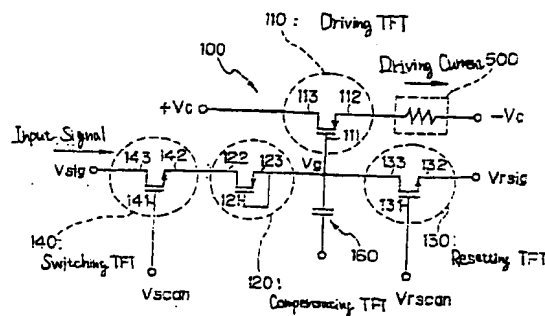 110: Driving TFT
100
Driving Current 500
113 112
+Vc
-Vc
111
Input Signal
Vg
143 142 122 123 133 132
Vsig
Vrsig
141 121 131
140:
Switching TFT
160
130:
Resetting TFT
120:
Compensating TFT
Vscan
Vrscan